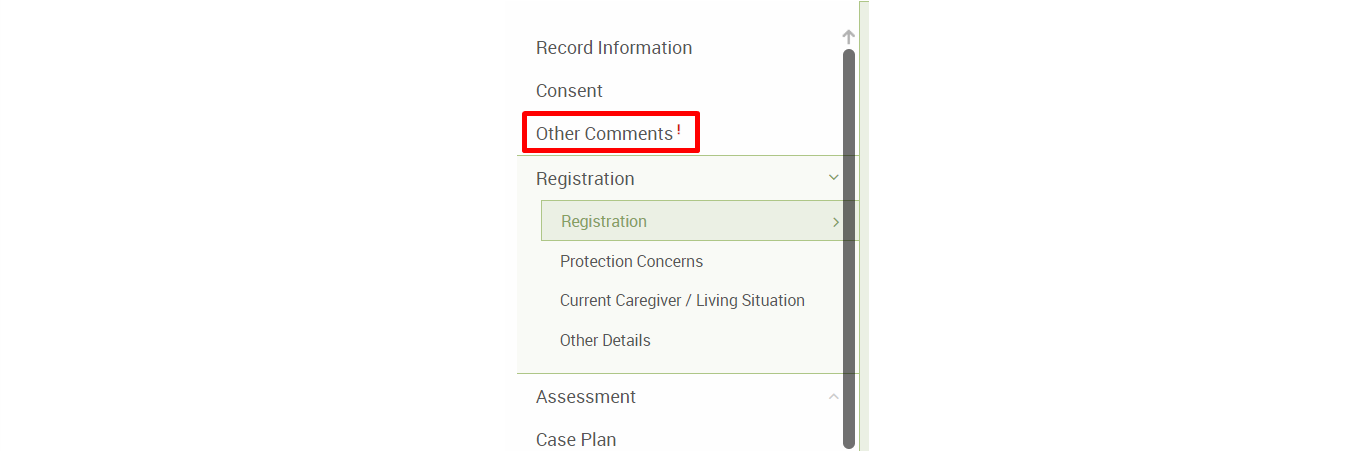 Record Information
Consent
Other Comments!
Registration
Registration
Protection Concerns
Current Caregiver / Living Situation
Other Details
Assessment
Case Plan